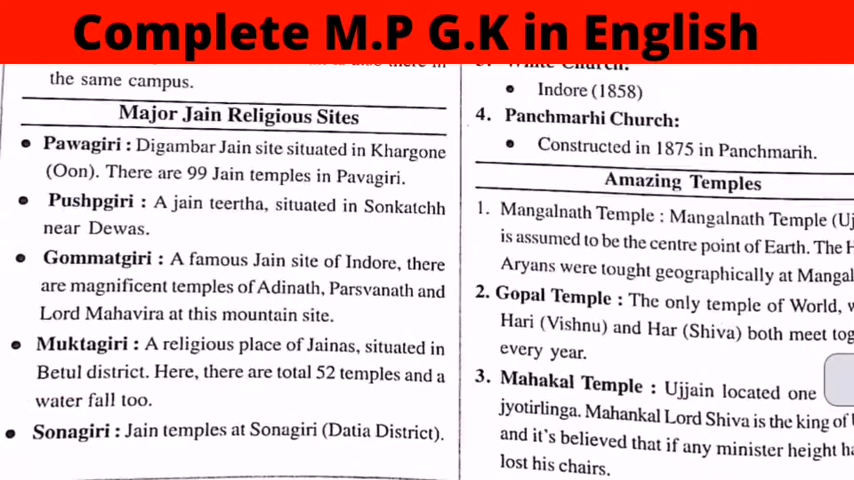 Complete M.P G.K in English
the same campus.
Major Jain Religious Sites
• Pawagiri : Digambar Jain site situated in Khargone
(Oon). There are 99 Jain temples in Pavagiri.
• Pushpgiri : A jain teertha, situated in Sonkatchh
near Dewas.
• Gommatgiri : A famous Jain site of Indore, there
are magnificent temples of Adinath, Parsvanath and
Lord Mahavira at this mountain site.
• Muktagiri : A religious place of Jainas, situated in
Betul district. Here, there are total 52 temples and a
water fall too.
• Sonagiri : Jain temples at Sonagiri (Datia District).
White Church:
• Indore (1858)
4. Panchmarhi Church:
• Constructed in 1875 in Panchmarih.
Amazing Temples
1. Mangalnath Temple : Mangalnath Temple (Uj
is assumed to be the centre point of Earth. The
Aryans were tought geographically at Mangal
2. Gopal Temple : The only temple of World,
Hari (Vishnu) and Har (Shiva) both meet tog
every year.
3. Mahakal Temple : Ujjain located one
jyotirlinga. Mahankal Lord Shiva is the king of
and it's believed that if any minister height ha
lost his chairs.